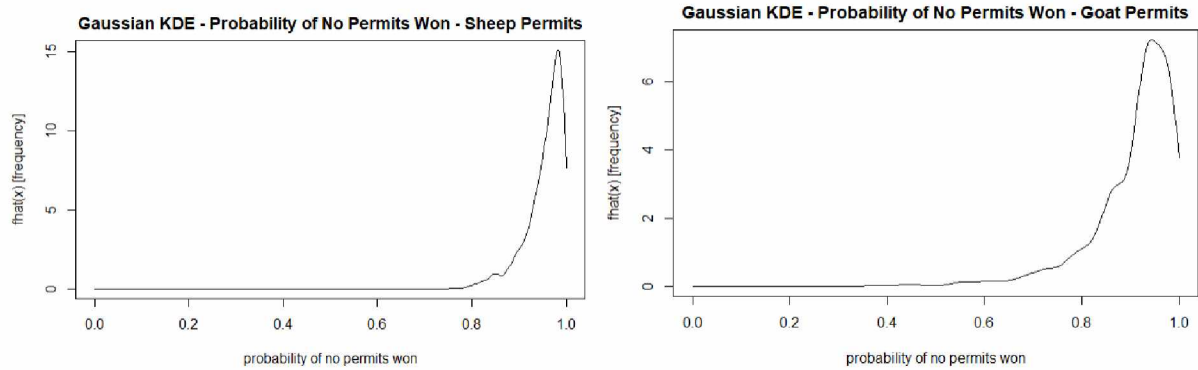 Gaussian KDE - Probability of No Permits Won - Sheep Permits
fhat(x) [frequency]
15
10
5
0
0.0 0.2 0.4 0.6 0.8 1.0
probability of no permits won
Gaussian KDE - Probability of No Permits Won - Goat Permits
fhat(x) [frequency]
6
4
2
0
0.0 0.2 0.4 0.6 0.8 1.0
probability of no permits won